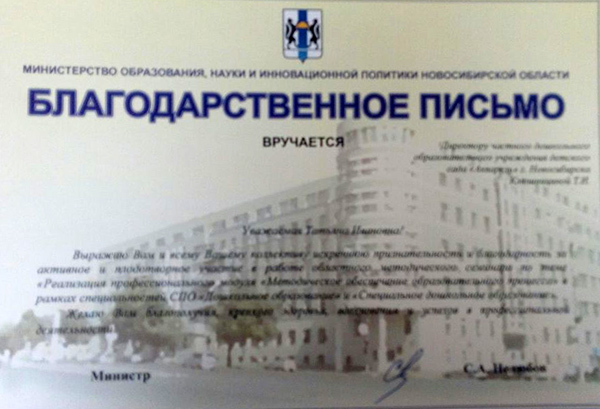 МИНИСТЕРСТВО ОБРАЗОВАНИЯ, НАУКИ И ИННОВАЦИОННОЙ ПОЛИТИКИ НОВОСИБИРСКОЙ ОБЛАСТИ
БЛАГОДАРСТВЕННОЕ ПИСЬМО
ВРУЧАЕТСЯ
Директору частного дошкольного
образовательного учреждения детского
сада г. Новосибирска
Т.И.
Уважаемая Татьяна Ивановна!
Выражаю Вам и всему Вашему коллективу искреннюю признательность и благодарность за
активное и плодотворное участие в работе областного методического семинара по теме
«Реализация профессионального модуля «Методическое обеспечение образовательного процесса» в
рамках специальностей СПО «Дошкольное образование» и «Специальное дошкольное образование».
Желаю Вам благополучия, крепкого здоровья, вдохновения и успехов в профессиональной
деятельности.
Министр
С.А. Нелюбов